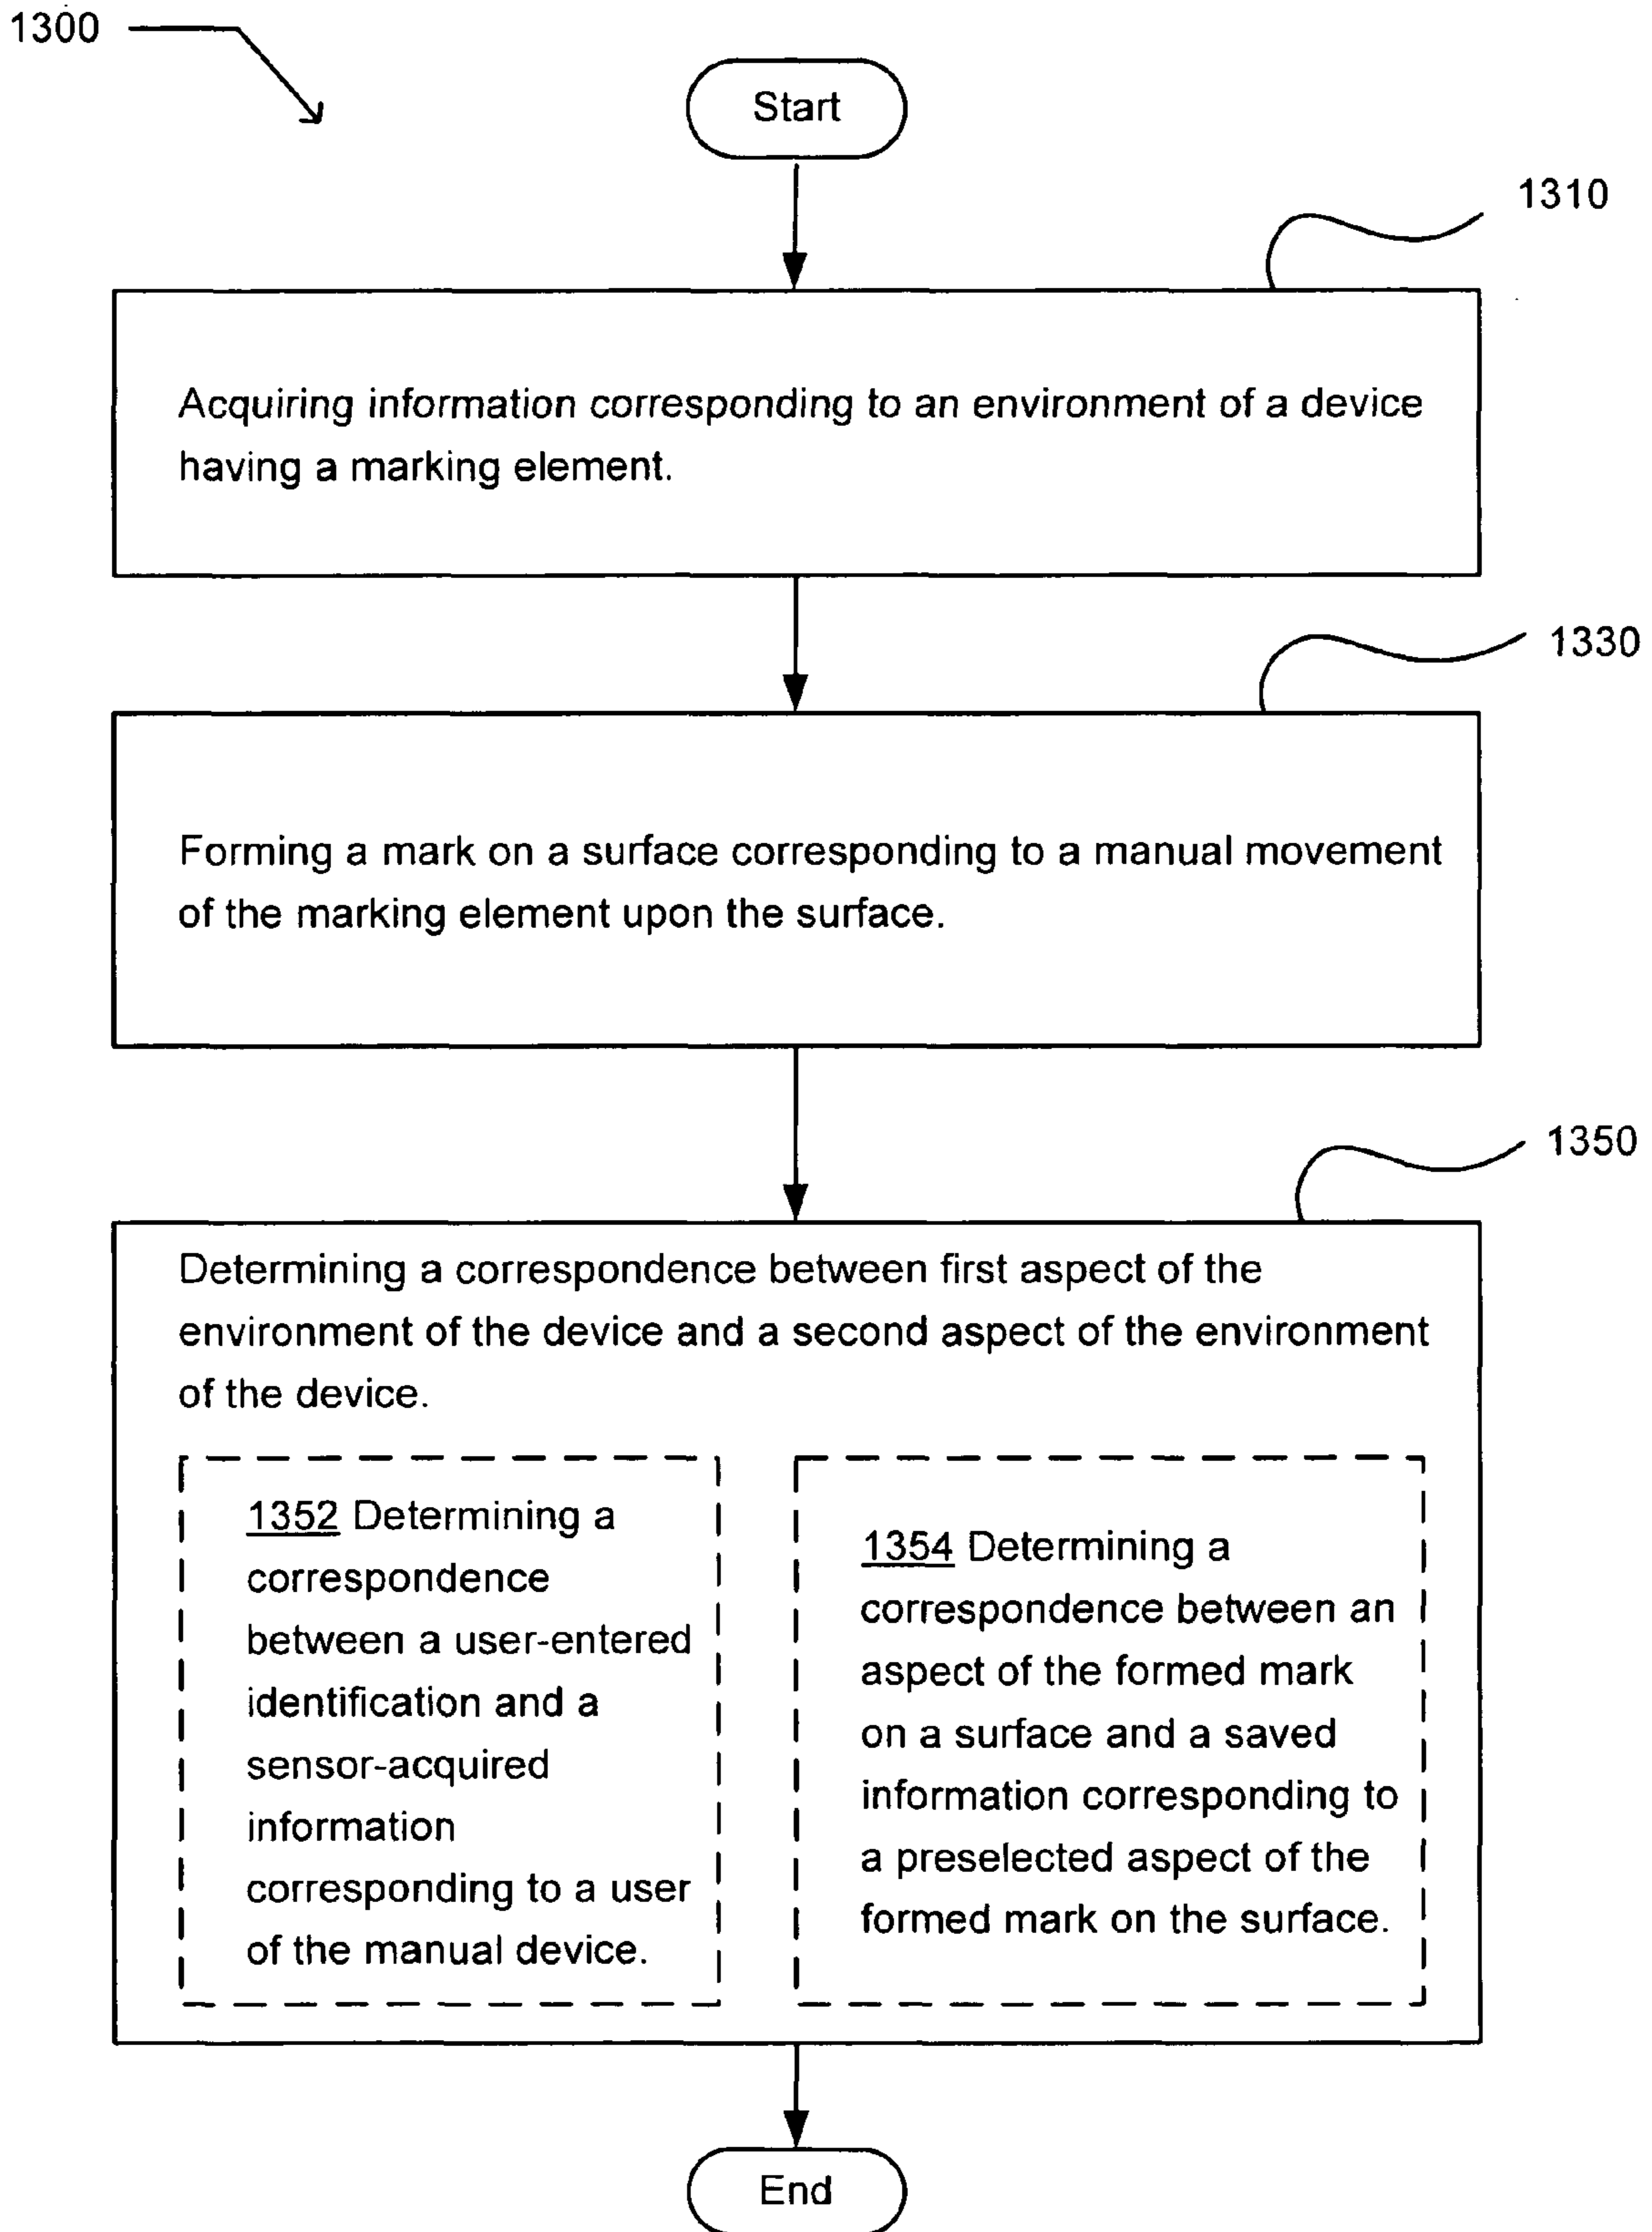 1300
Start
1310
Acquiring information corresponding to an environment of a device
having a marking element.
1330
Forming a mark on a surface corresponding to a manual movement
of the marking element upon the surface.
1350
Determining a correspondence between first aspect of the
environment of the device and a second aspect of the environment
of the device.
1352 Determining a
correspondence
between a user-entered
identification and a
sensor-acquired
information
corresponding to a user
of the manual device.
1354 Determining a
correspondence between an
aspect of the formed mark
on a surface and a saved
information corresponding to
a preselected aspect of the
formed mark on the surface.
End